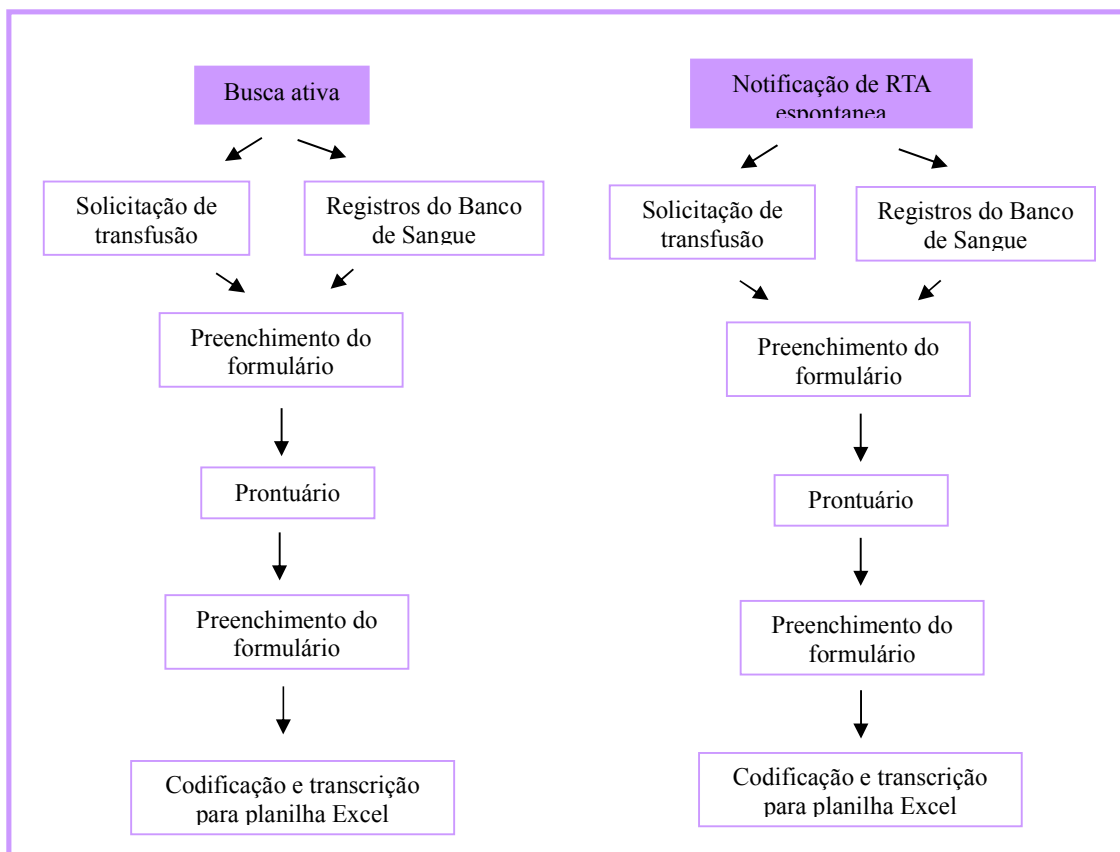 Busca ativa
Solicitação de
transfusão
Registros do Banco
de Sangue
Preenchimento do
formulário
Prontuário
Preenchimento do
formulário
Codificação e transcrição
para planilha Excel
Notificação de RTA
espontanea
Solicitação de
transfusão
Registros do Banco
de Sangue
Preenchimento do
formulário
Prontuário
Preenchimento do
formulário
Codificação e transcrição
para planilha Excel